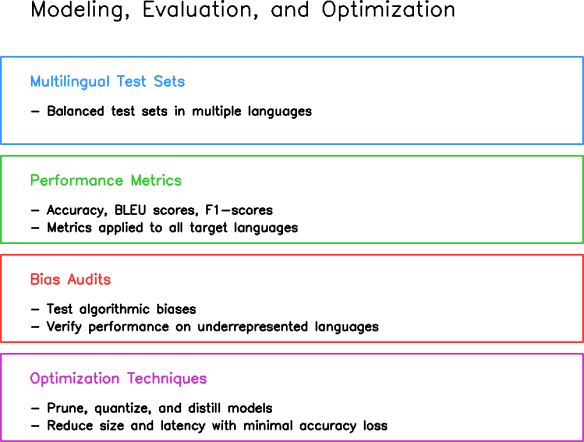 Modeling, Evaluation, and Optimization
Multilingual Test Sets
- Balanced test sets in multiple languages
Performance Metrics
- Accuracy, BLEU scores, F1-scores
- Metrics applied to all target languages
Bias Audits
- Test algorithmic biases
- Verify performance on underrepresented languages
Optimization Techniques
- Prune, quantize, and distill models
- Reduce size and latency with minimal accuracy loss